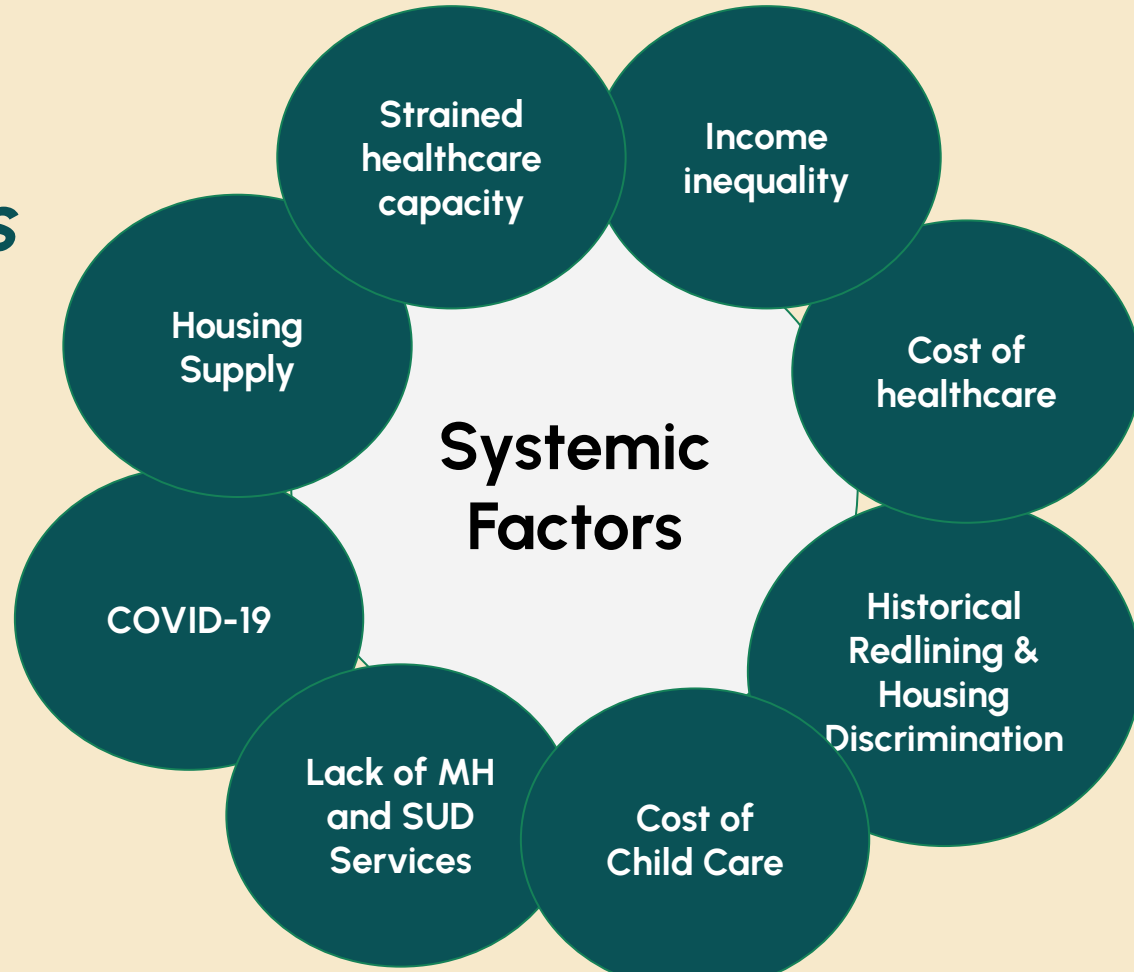 s
Strained
healthcare
capacity
Income
inequality
Cost of
healthcare
Historical
Redlining &
Housing
Discrimination
Cost of
Child Care
Lack of MH
and SUD
Services
COVID-19
Housing
Supply
Systemic
Factors